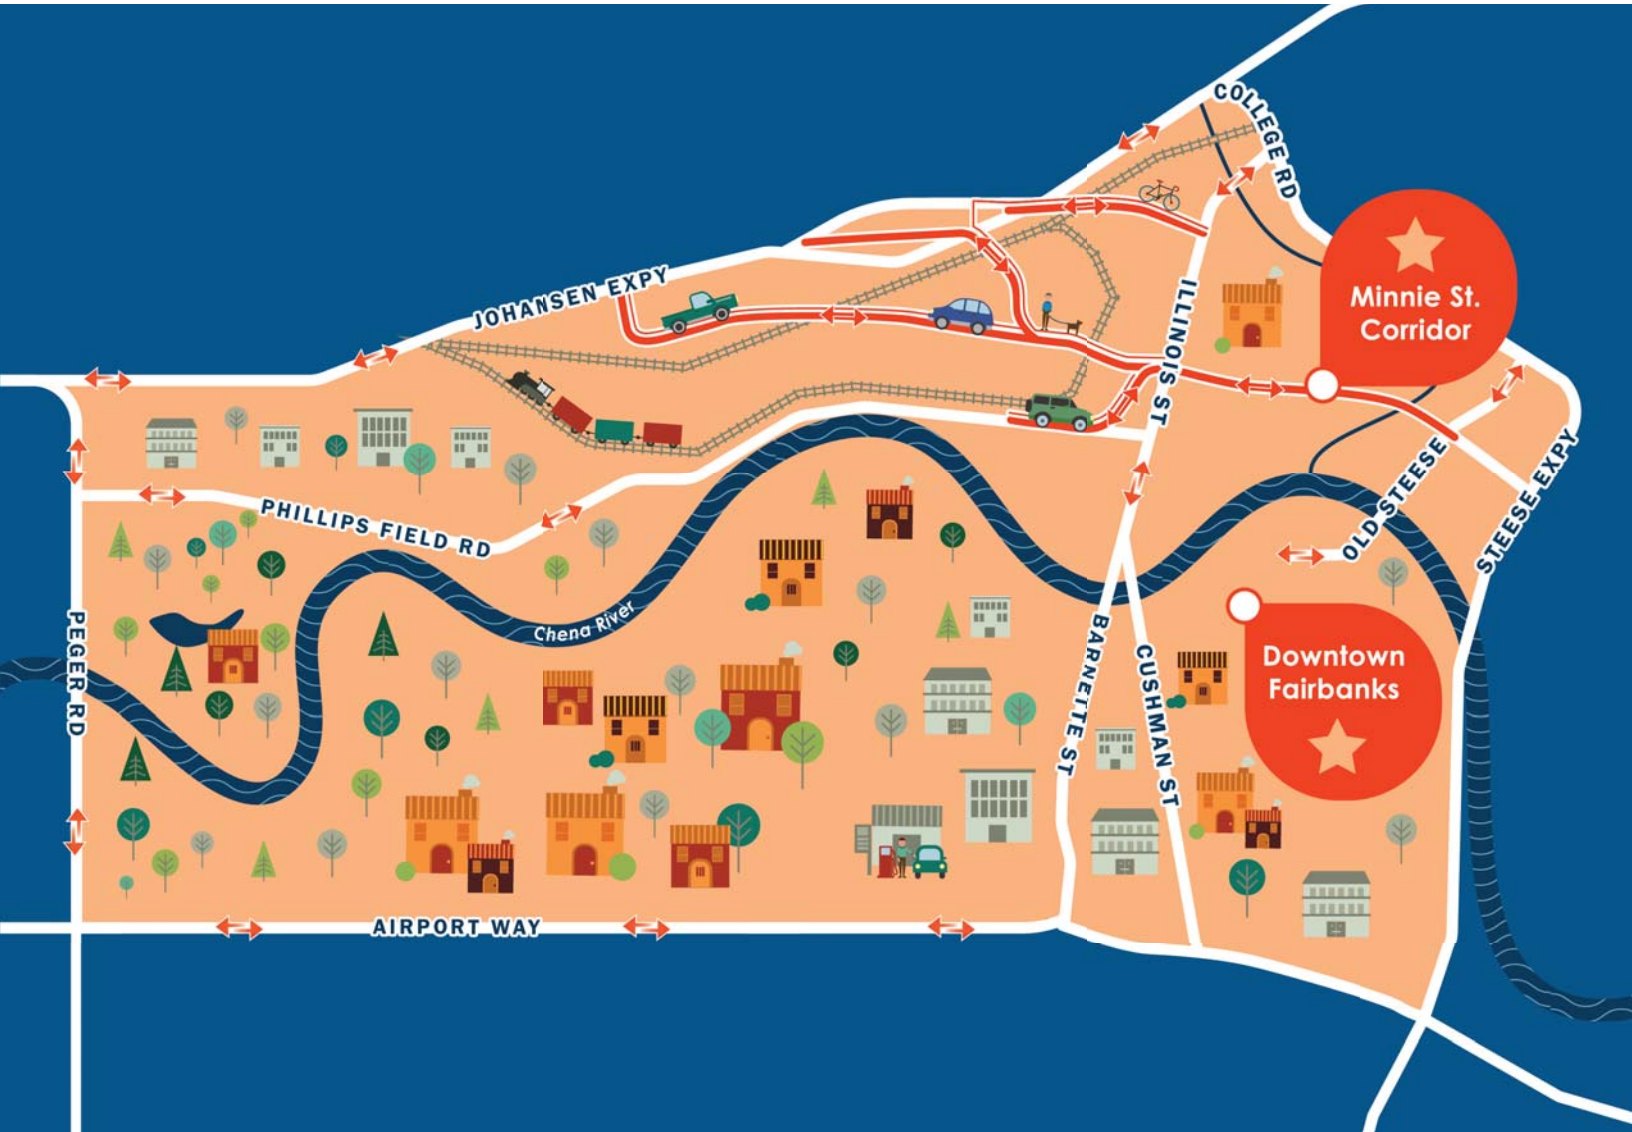 COLLEGE RD
JOHANSEN EXPY
Minnie St.
Corridor
ILLINOIS ST
PHILLIPS FIELD RD
OLD STEESE
STEESE EXPY
Chena River
PEGER RD
BARNETTE ST
CUSHMAN ST
Downtown
Fairbanks
AIRPORT WAY